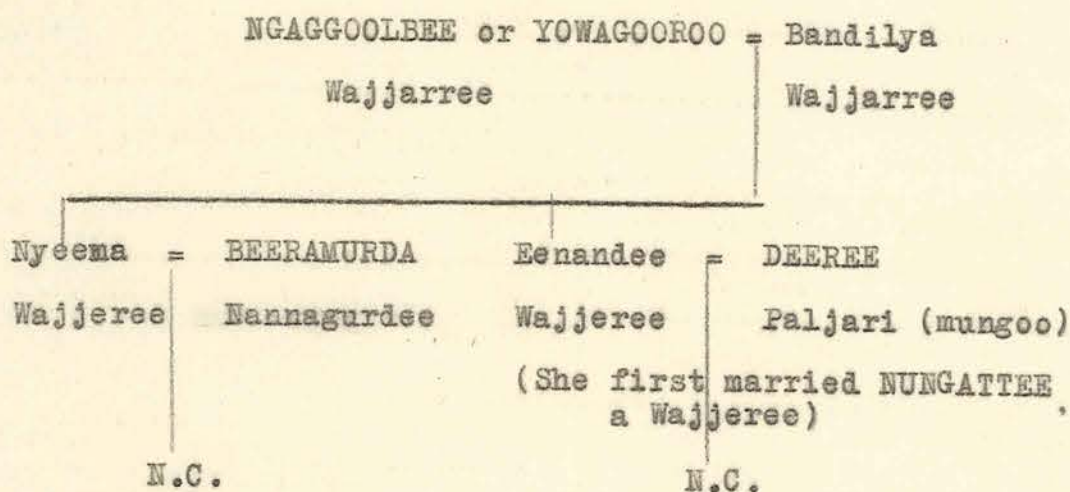 NGAGGOOLBEE or YOWAGOOROO = Bandilya
Wajjarree Wajjarree
Nyeema = BEERAMURDA Eenandee = DEEREE
Wajjeree Nannagurdee Wajjeree Paljari (mungoo)
(She first married NUNGATTEE
a Wajjeree)
N.C. N.C.